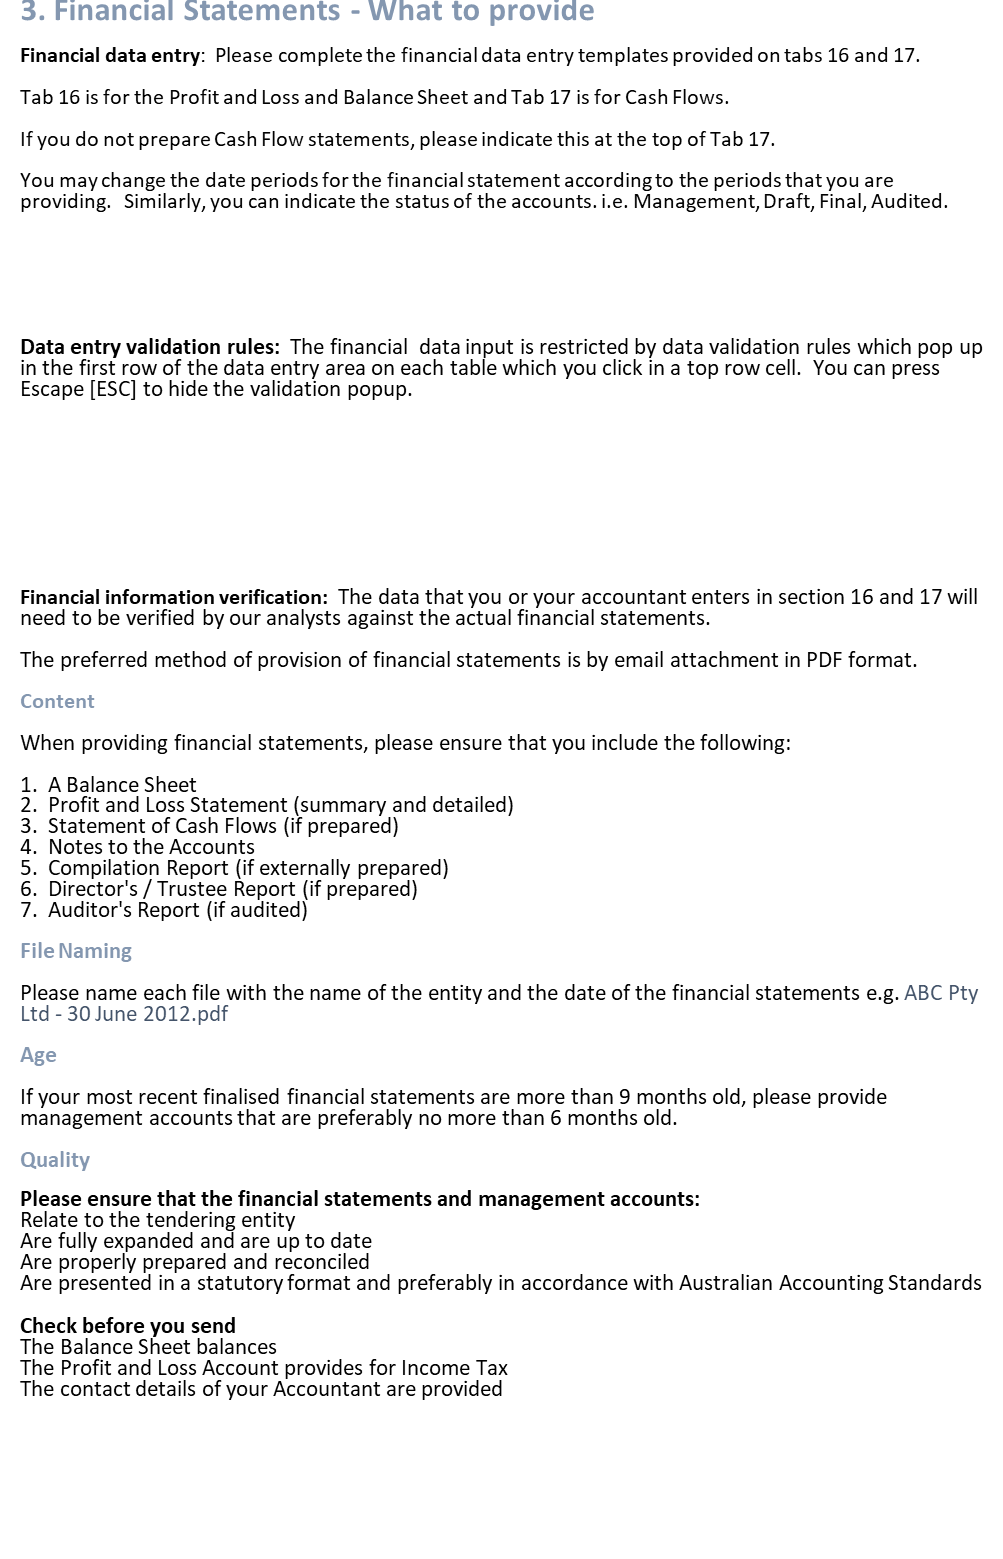 3. Financial Statements - What to provide
Financial data entry:  Please complete the financial data entry templates provided on tabs 16 and 17.
Tab 16 is for the Profit and Loss and Balance Sheet and Tab 17 is for Cash Flows.
If you do not prepare Cash Flow statements, please indicate this at the top of Tab 17.
You may change the date periods for the financial statement according to the periods that you are
providing.  Similarly, you can indicate the status of the accounts. i.e. Management, Draft, Final, Audited.
Data entry validation rules:  The financial  data input is restricted by data validation rules which pop up
in the first row of the data entry area on each table which you click in a top row cell.  You can press
Escape [ESC] to hide the validation popup.
Financial information verification:  The data that you or your accountant enters in section 16 and 17 will
need to be verified by our analysts against the actual financial statements.
The preferred method of provision of financial statements is by email attachment in PDF format.
Content
When providing financial statements, please ensure that you include the following:
1.  A Balance Sheet
2.  Profit and Loss Statement (summary and detailed)
3.  Statement of Cash Flows (if prepared)
4.  Notes to the Accounts
5.  Compilation Report (if externally prepared)
6.  Director's / Trustee Report (if prepared)
7.  Auditor's Report (if audited)
File Naming
Please name each file with the name of the entity and the date of the financial statements e.g. ABC Pty
Ltd - 30 June 2012.pdf
Age
If your most recent finalised financial statements are more than 9 months old, please provide
management accounts that are preferably no more than 6 months old.
Quality
Please ensure that the financial statements and management accounts:
Relate to the tendering entity
Are fully expanded and are up to date
Are properly prepared and reconciled
Are presented in a statutory format and preferably in accordance with Australian Accounting Standards
Check before you send
The Balance Sheet balances
The Profit and Loss Account provides for Income Tax
The contact details of your Accountant are provided